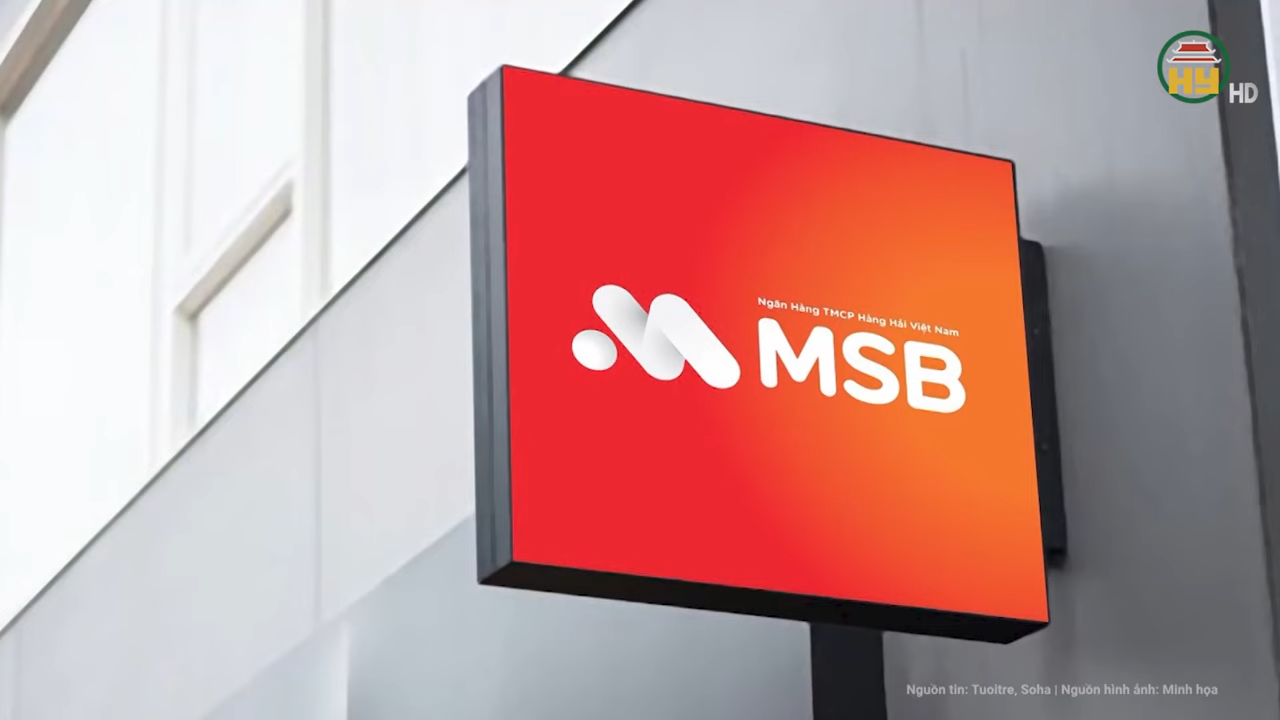 HY
HD
Ngân Hàng TMCP Hàng Hải Việt Nam
MSB
Nguồn tin: Tuoitre, Soha | Nguồn hình ảnh: Minh họa